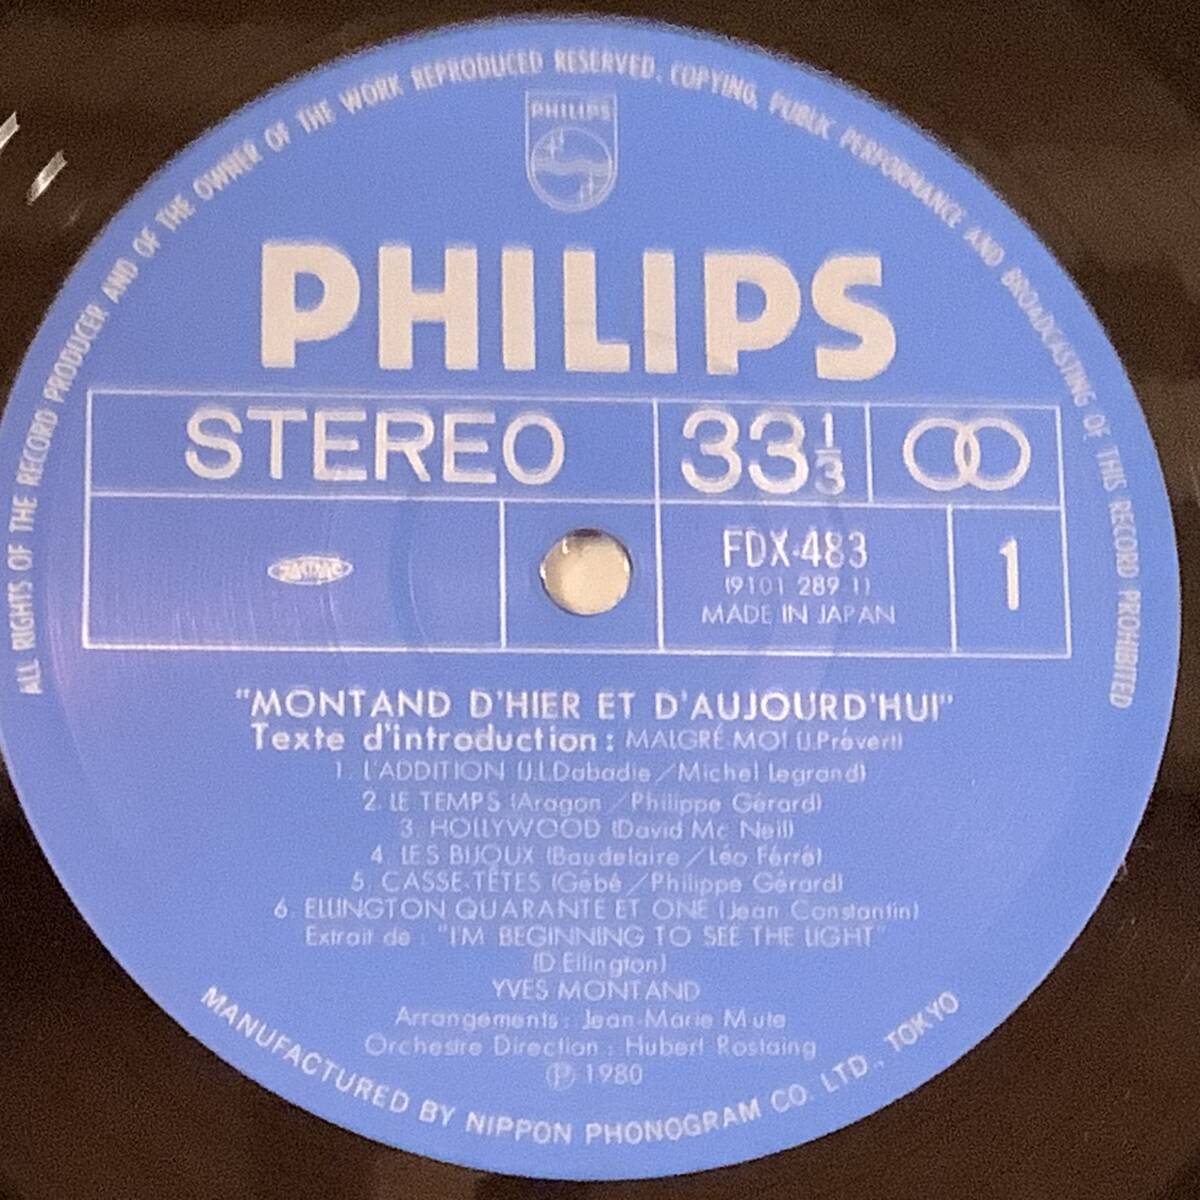 ALL RIGHTS OF THE RECORD PRODUCER AND OF THE OWNER OF THE WORK REPRODUCED RESERVED. COPYING, PUBLIC PERFORMANCE AND BROADCASTING OF THIS RECORD PROHIBITED
PHILIPS
PHILIPS
STEREO 33 1/3
FDX-483 1
(9101 289 1)
MADE IN JAPAN
"MONTAND D'HIER ET D'AUJOURD'HUI"
Texte d'introduction : MALGRÉ MOI (J.Prévert)
1. L'ADDITION (J.L.Dabadie／Michel Legrand)
2. LE TEMPS (Aragon／Philippe Gérard)
3. HOLLYWOOD (David Mc Neill)
4. LES BIJOUX (Baudelaire／Léo Férré)
5. CASSE-TÊTES (Gébé／Philippe Gérard)
6. ELLINGTON QUARANTE ET ONE (Jean Constantin)
Extrait de : "I'M BEGINNING TO SEE THE LIGHT"
(D.Ellington)
YVES MONTAND
Arrangements : Jean-Marie Mute
Orchestre Direction : Hubert Rostaing
Ⓟ 1980
MANUFACTURED BY NIPPON PHONOGRAM CO. LTD., TOKYO